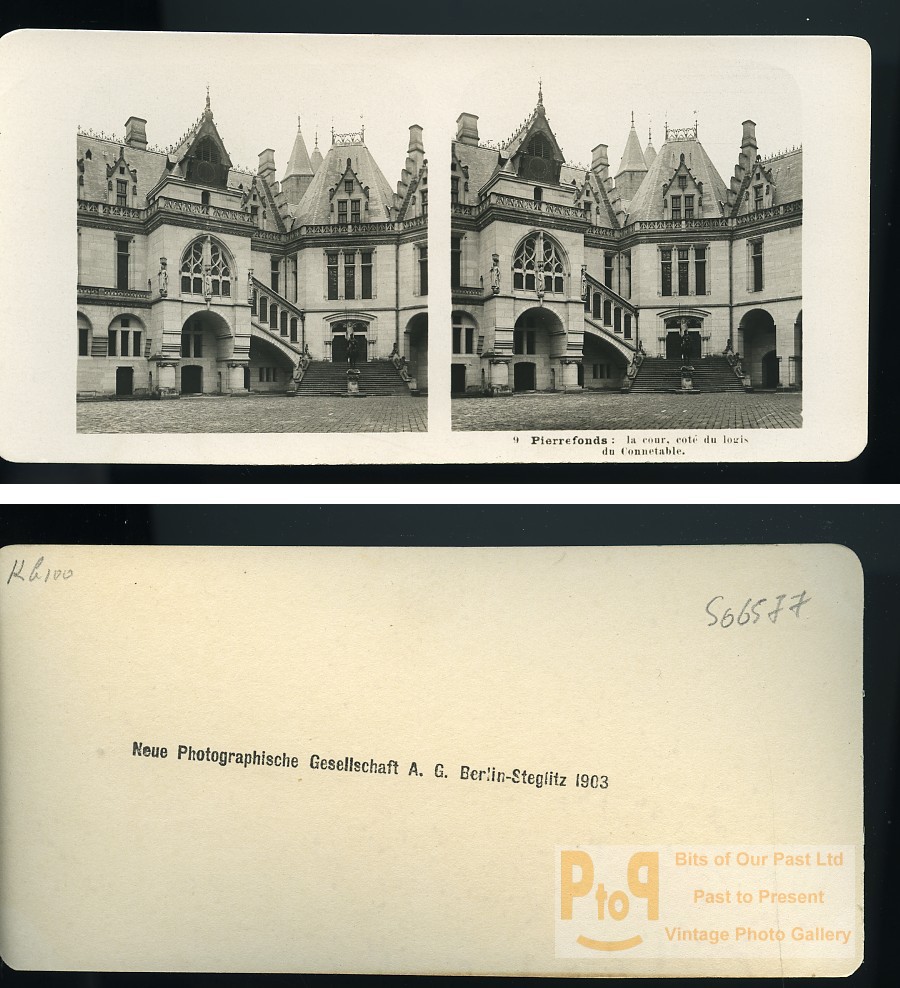 9 Pierrefonds: la cour, coté du logis
du Connetable.
S06577
Neue Photographische Gesellschaft A. G. Berlin-Steglitz 1903
PtoP
Bits of Our Past Ltd
Past to Present
Vintage Photo Gallery